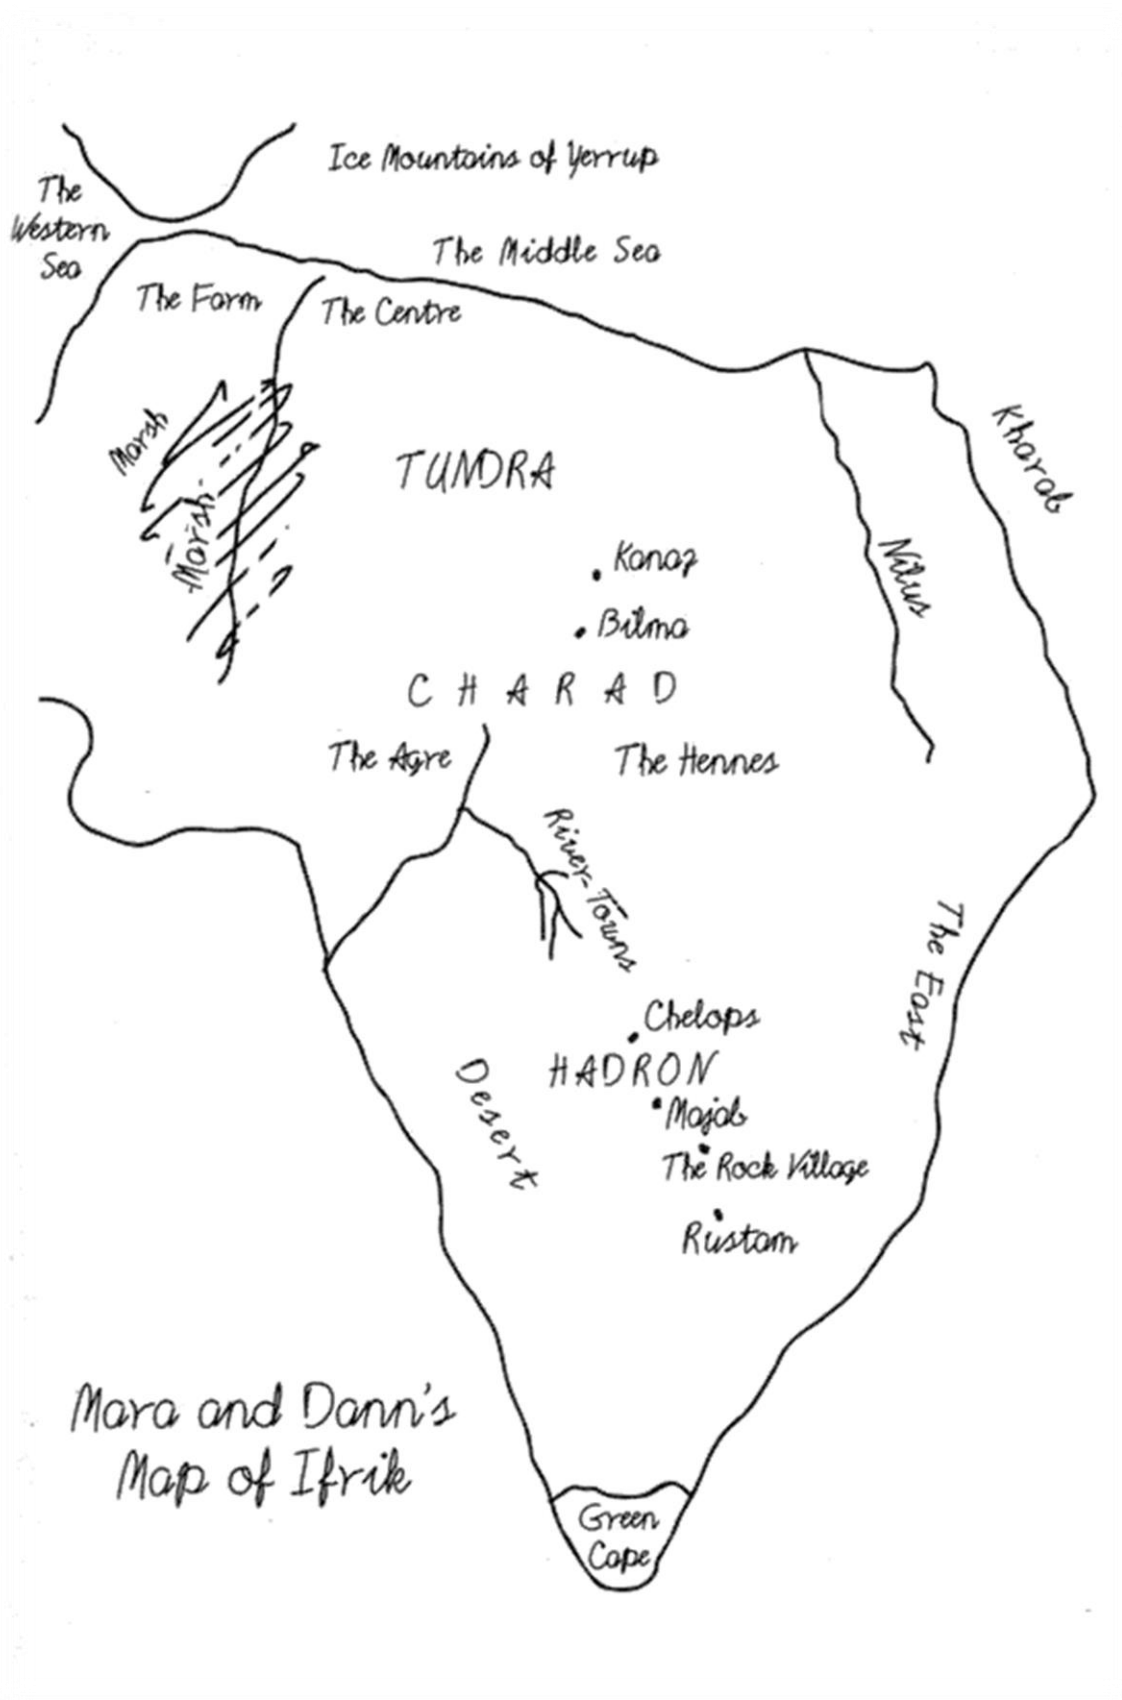 Ice Mountains of Yerrup
The
Western
Sea
The Middle Sea
The Farm
The Centre
Kharab
Marsh
Marsh
TUNDRA
Nilus
Kanaz
Bilma
CHARAD
The Agre
The Hennes
River-Towns
The East
Chelops
HADRON
Desert
Majab
The Rock Village
Rustam
Mara and Dann's
Map of Ifrik
Green
Cape